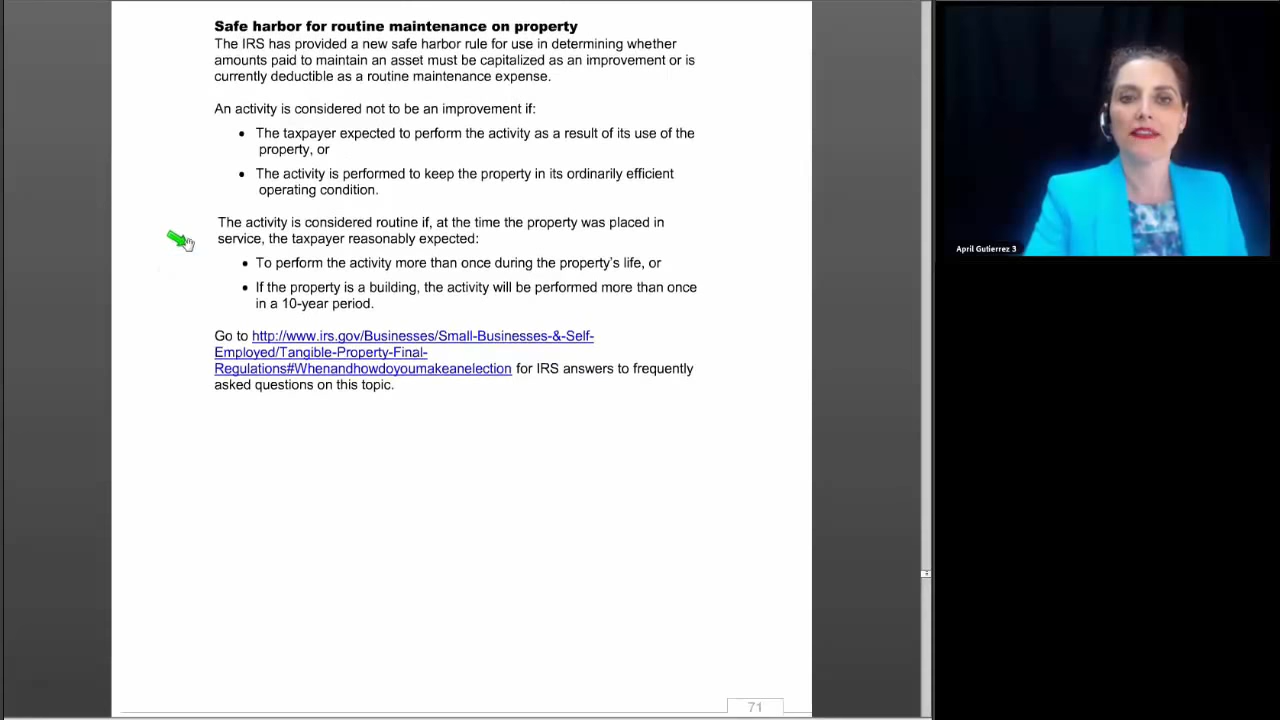 Safe harbor for routine maintenance on property
The IRS has provided a new safe harbor rule for use in determining whether
amounts paid to maintain an asset must be capitalized as an improvement or is
currently deductible as a routine maintenance expense.
An activity is considered not to be an improvement if:
• The taxpayer expected to perform the activity as a result of its use of the
property, or
• The activity is performed to keep the property in its ordinarily efficient
operating condition.
The activity is considered routine if, at the time the property was placed in
service, the taxpayer reasonably expected:
• To perform the activity more than once during the property's life, or
• If the property is a building, the activity will be performed more than once
in a 10-year period.
Go to http://www.irs.gov/Businesses/Small-Businesses-&-Self-
Employed/Tangible-Property-Final-
Regulations#Whenandhowdoyoumakeanelection for IRS answers to frequently
asked questions on this topic.
71
April Gutierrez 3